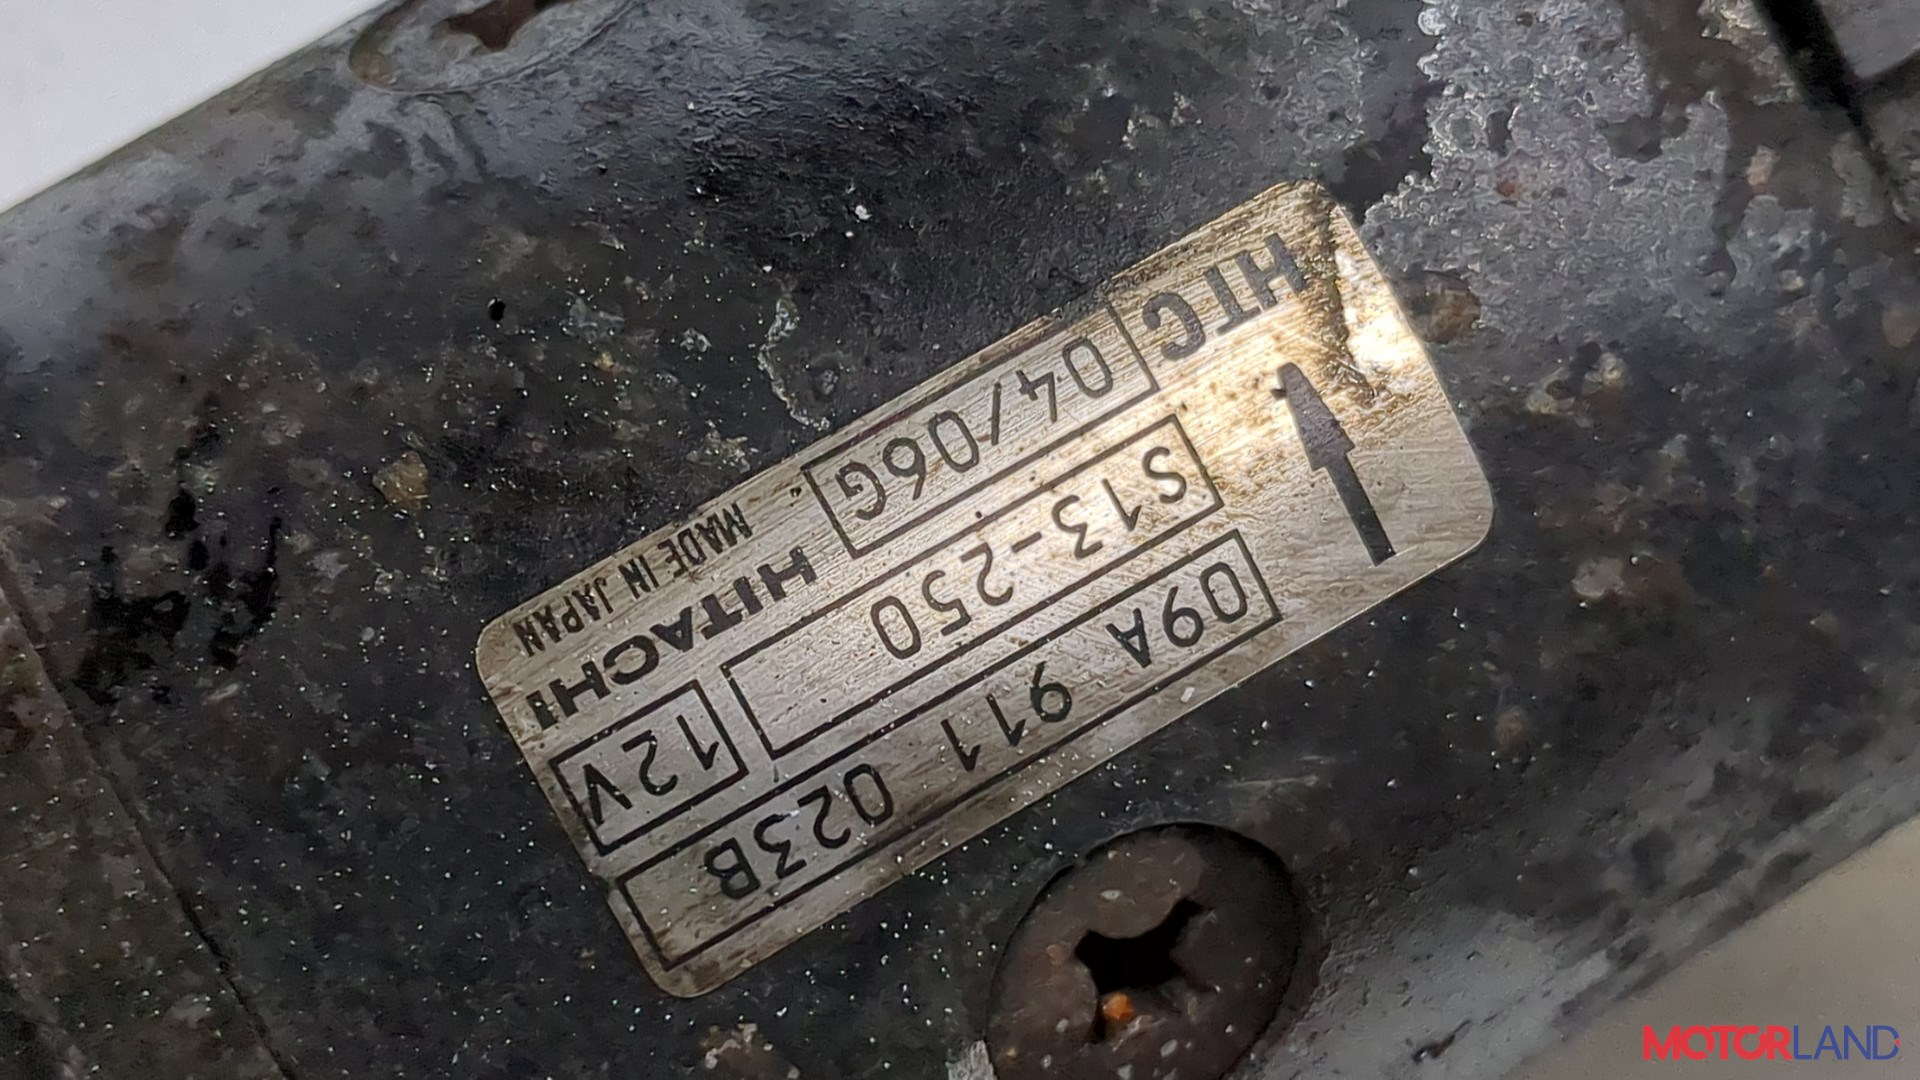 09A 911 023B
S13-250 12V
HTC 04/06G HITACHI
MADE IN JAPAN
MOTORLAND